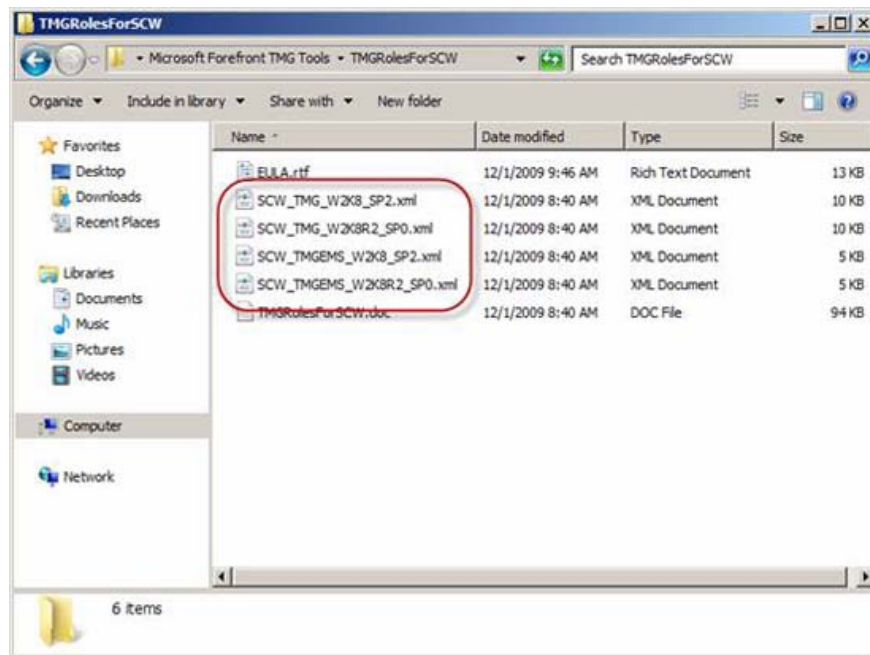 TMGRolesForSCW
Microsoft Forefront TMG Tools TMGRolesForSCW Search TMGRolesForSCW
Organize Include in library Share with New folder
Name Date modified Type Size
Favorites
Desktop
Downloads
Recent Places
Libraries
Documents
Music
Pictures
Videos
Computer
Network
EULA.rtf 12/1/2009 9:46 AM Rich Text Document 13 KB
SCW_TMG_W2K8_SP2.xml 12/1/2009 8:40 AM XML Document 10 KB
SCW_TMG_W2K8R2_SP0.xml 12/1/2009 8:40 AM XML Document 10 KB
SCW_TMGEMS_W2K8_SP2.xml 12/1/2009 8:40 AM XML Document 5 KB
SCW_TMGEMS_W2K8R2_SP0.xml 12/1/2009 8:40 AM XML Document 5 KB
TMGRolesForSCW.doc 12/1/2009 8:40 AM DOC File 94 KB
6 items